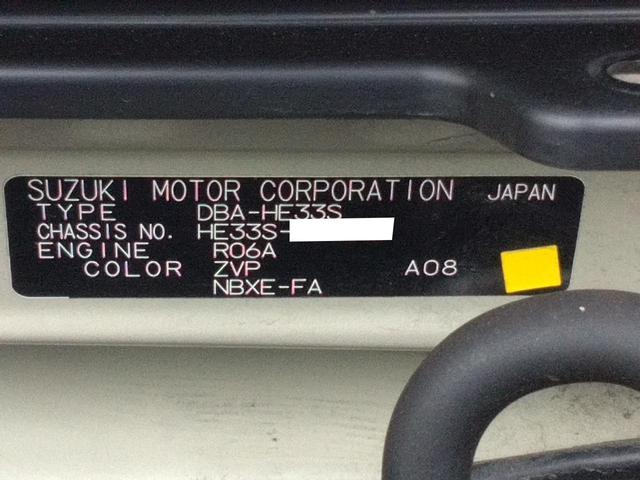 SUZUKI MOTOR CORPORATION JAPAN
TYPE DBA-HE33S
CHASSIS NO. HE33S-
ENGINE R06A
COLOR ZVP A08
NBXE-FA